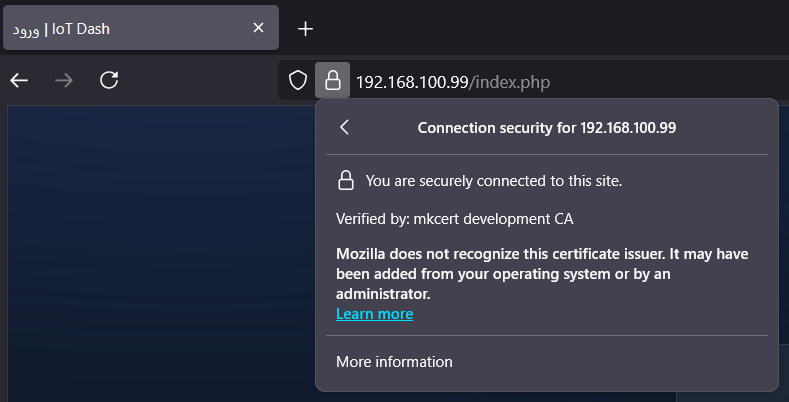 ورود | IoT Dash
192.168.100.99/index.php
Connection security for 192.168.100.99
You are securely connected to this site.
Verified by: mkcert development CA
Mozilla does not recognize this certificate issuer. It may have
been added from your operating system or by an
administrator.
Learn more
More information